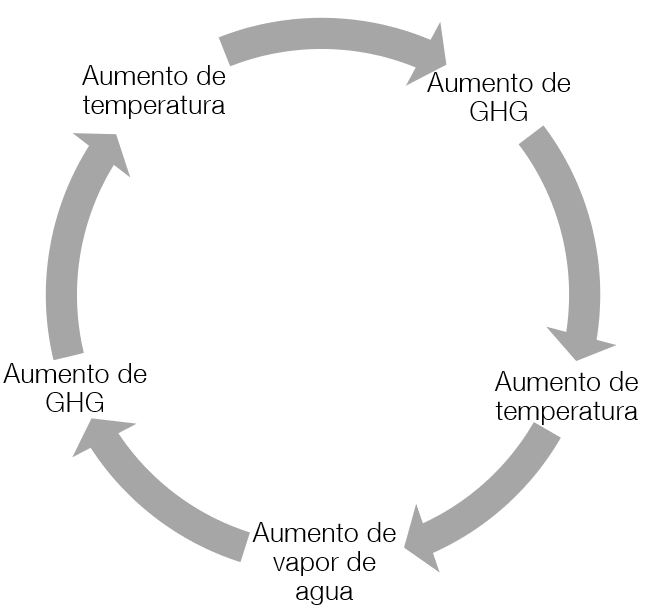 Aumento de
temperatura
Aumento de
GHG
Aumento de
temperatura
Aumento de
vapor de
agua
Aumento de
GHG